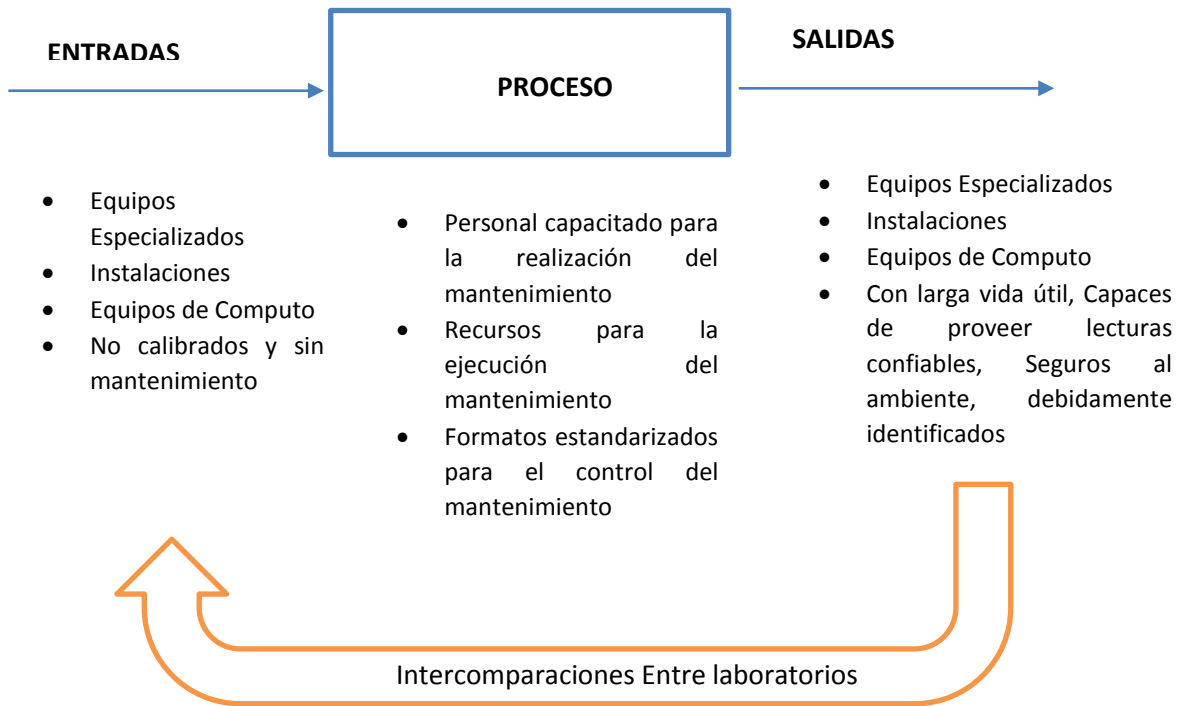 ENTRADAS
PROCESO
SALIDAS
• Equipos
Especializados
• Instalaciones
• Equipos de Computo
• No calibrados y sin
mantenimiento
• Personal capacitado para
la realización del
mantenimiento
• Recursos para la
ejecución del
mantenimiento
• Formatos estandarizados
para el control del
mantenimiento
• Equipos Especializados
• Instalaciones
• Equipos de Computo
• Con larga vida útil, Capaces
de proveer lecturas
confiables, Seguros al
ambiente, debidamente
identificados
Intercomparaciones Entre laboratorios